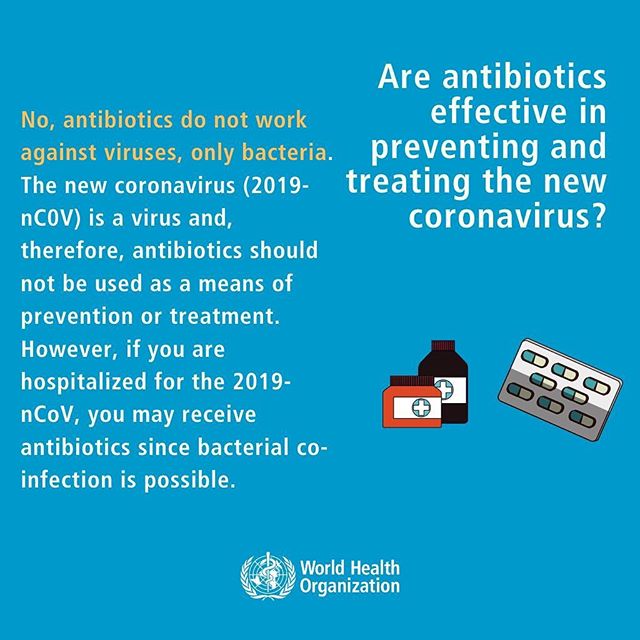 Are antibiotics
effective in
preventing and
treating the new
coronavirus?
No, antibiotics do not work
against viruses, only bacteria.
The new coronavirus (2019-
nC0V) is a virus and,
therefore, antibiotics should
not be used as a means of
prevention or treatment.
However, if you are
hospitalized for the 2019-
nCoV, you may receive
antibiotics since bacterial co-
infection is possible.
World Health
Organization